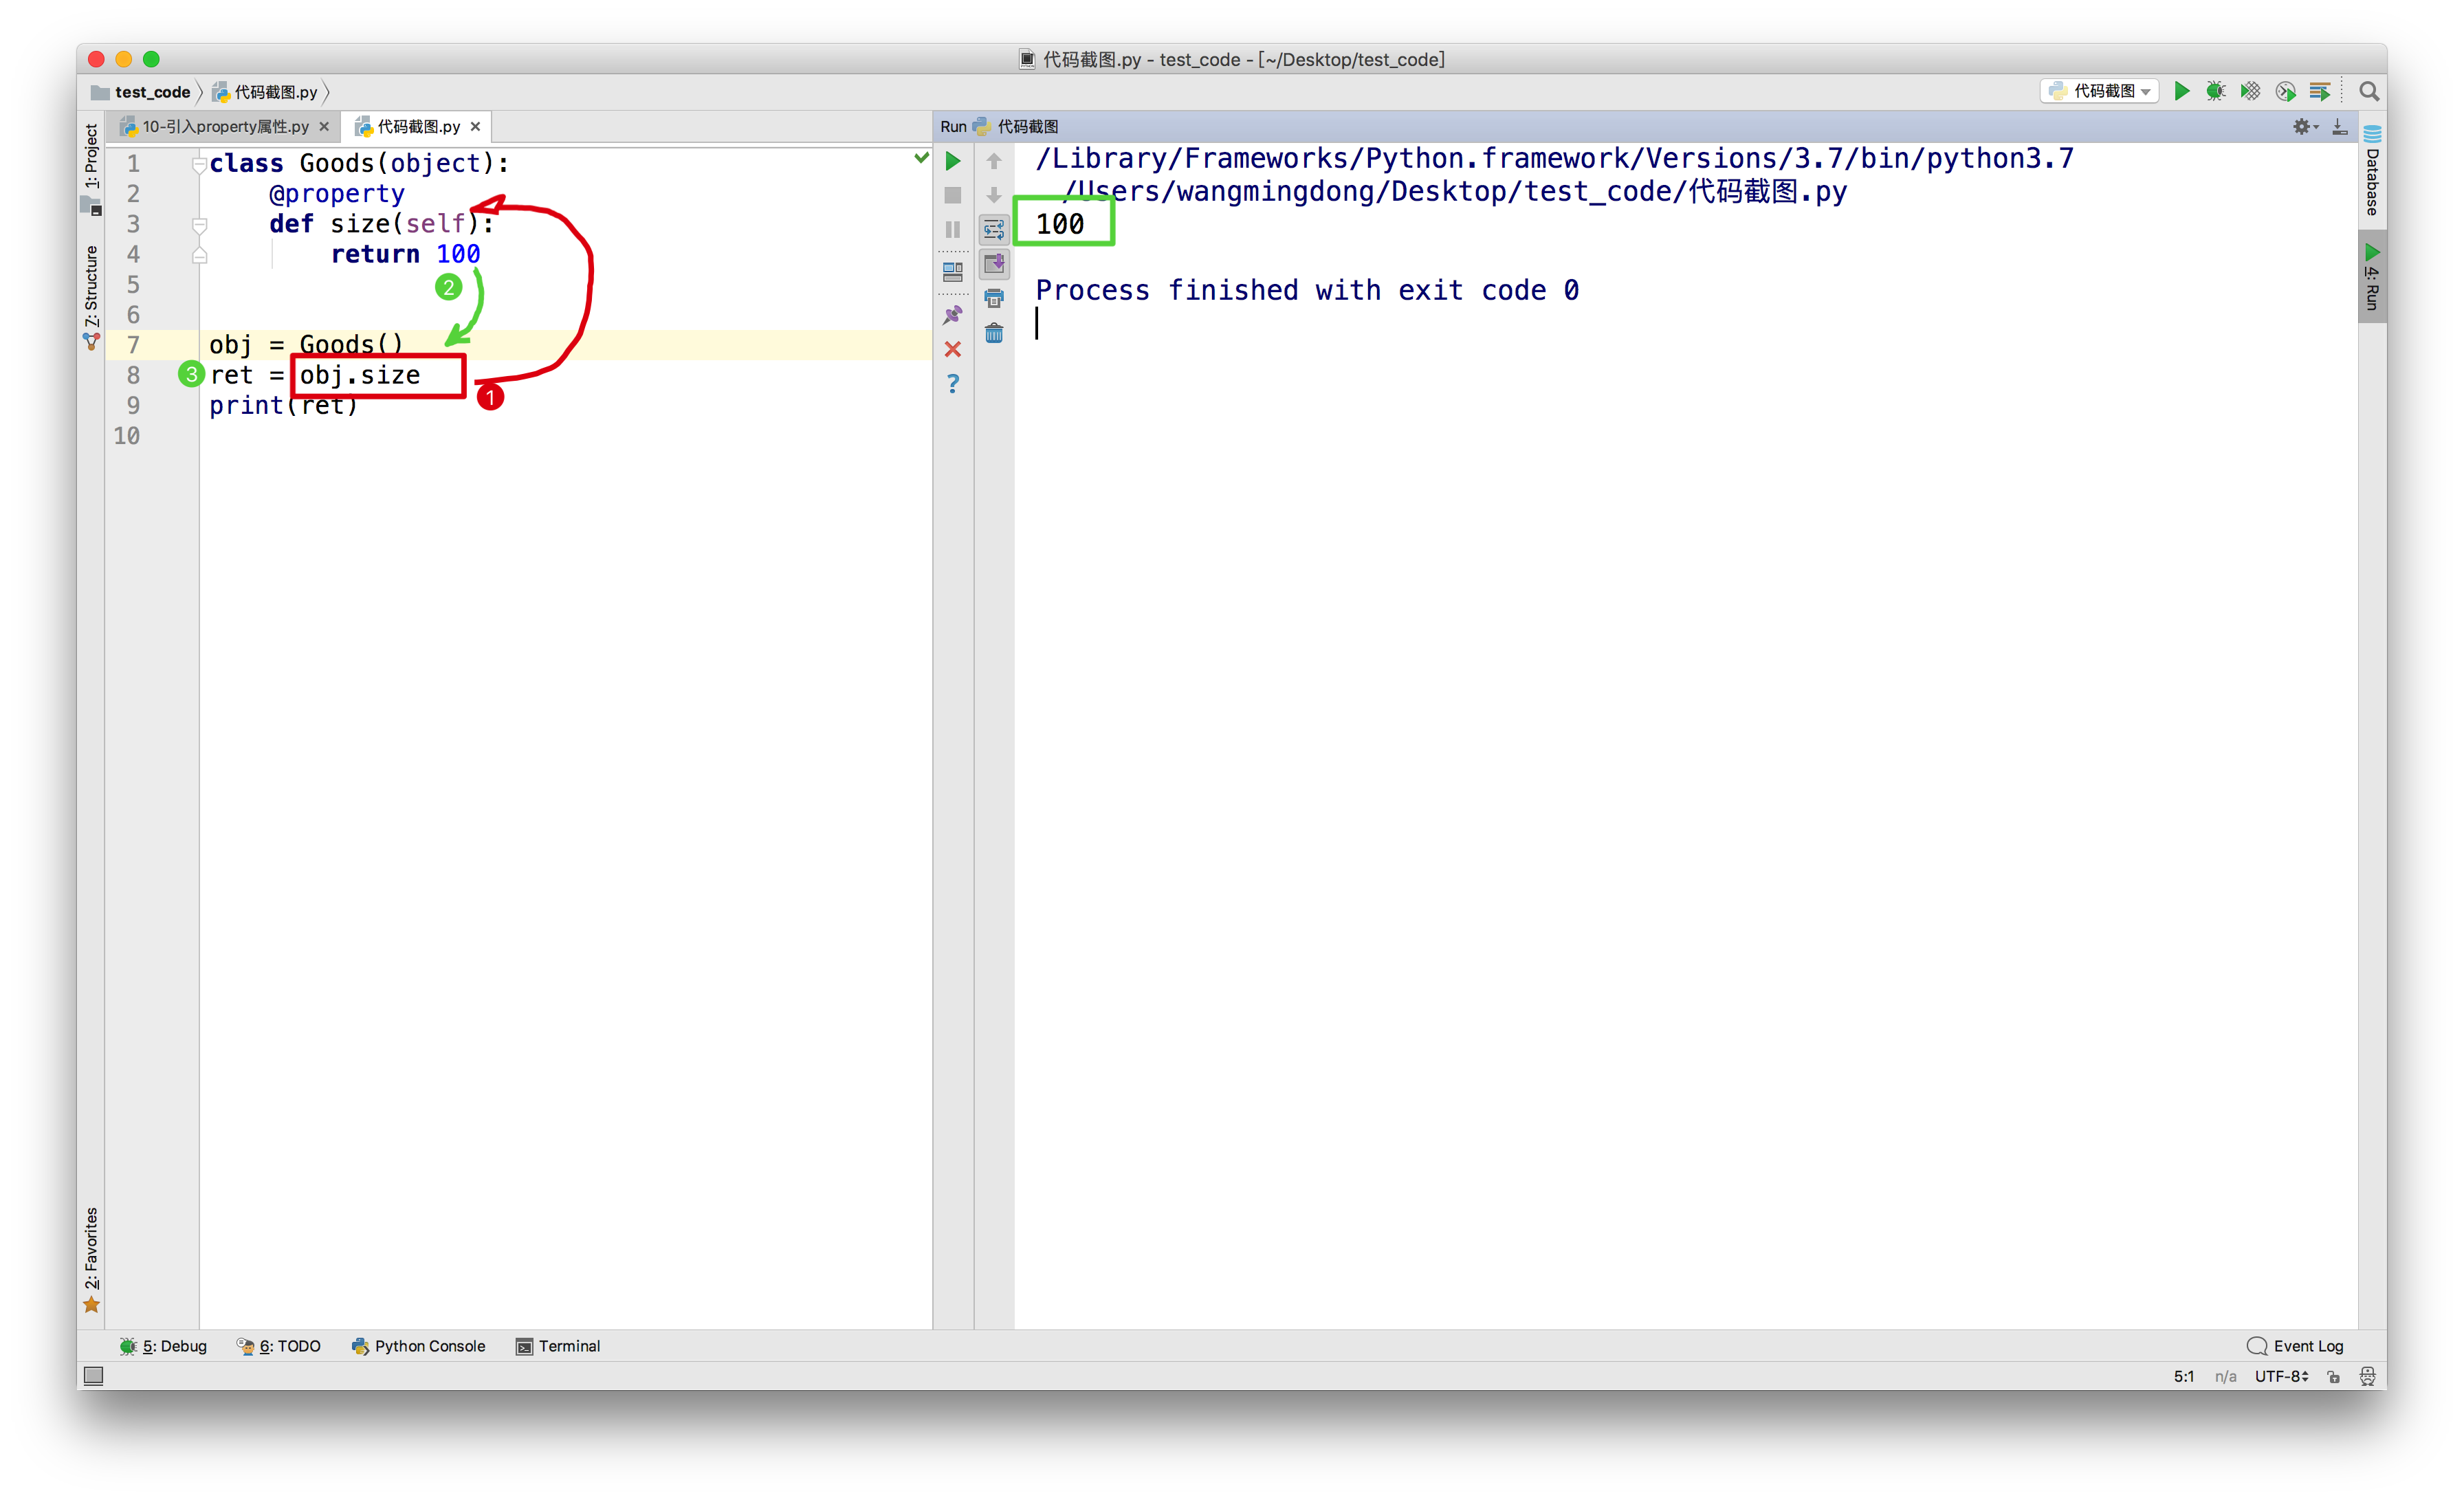 代码截图.py - test_code - [~/Desktop/test_code]
test_code 代码截图.py 代码截图
10-引入property属性.py 代码截图.py
Run 代码截图
1: Project
7: Structure
2: Favorites
1 class Goods(object):
2 @property
3 def size(self):
4 return 100
5
6
7 obj = Goods()
8 ret = obj.size
9 print(ret)
10
2
3
1
/Library/Frameworks/Python.framework/Versions/3.7/bin/python3.7
/Users/wangmingdong/Desktop/test_code/代码截图.py
100
Process finished with exit code 0
Database
4: Run
5: Debug 6: TODO Python Console Terminal Event Log
5:1 n/a UTF-8